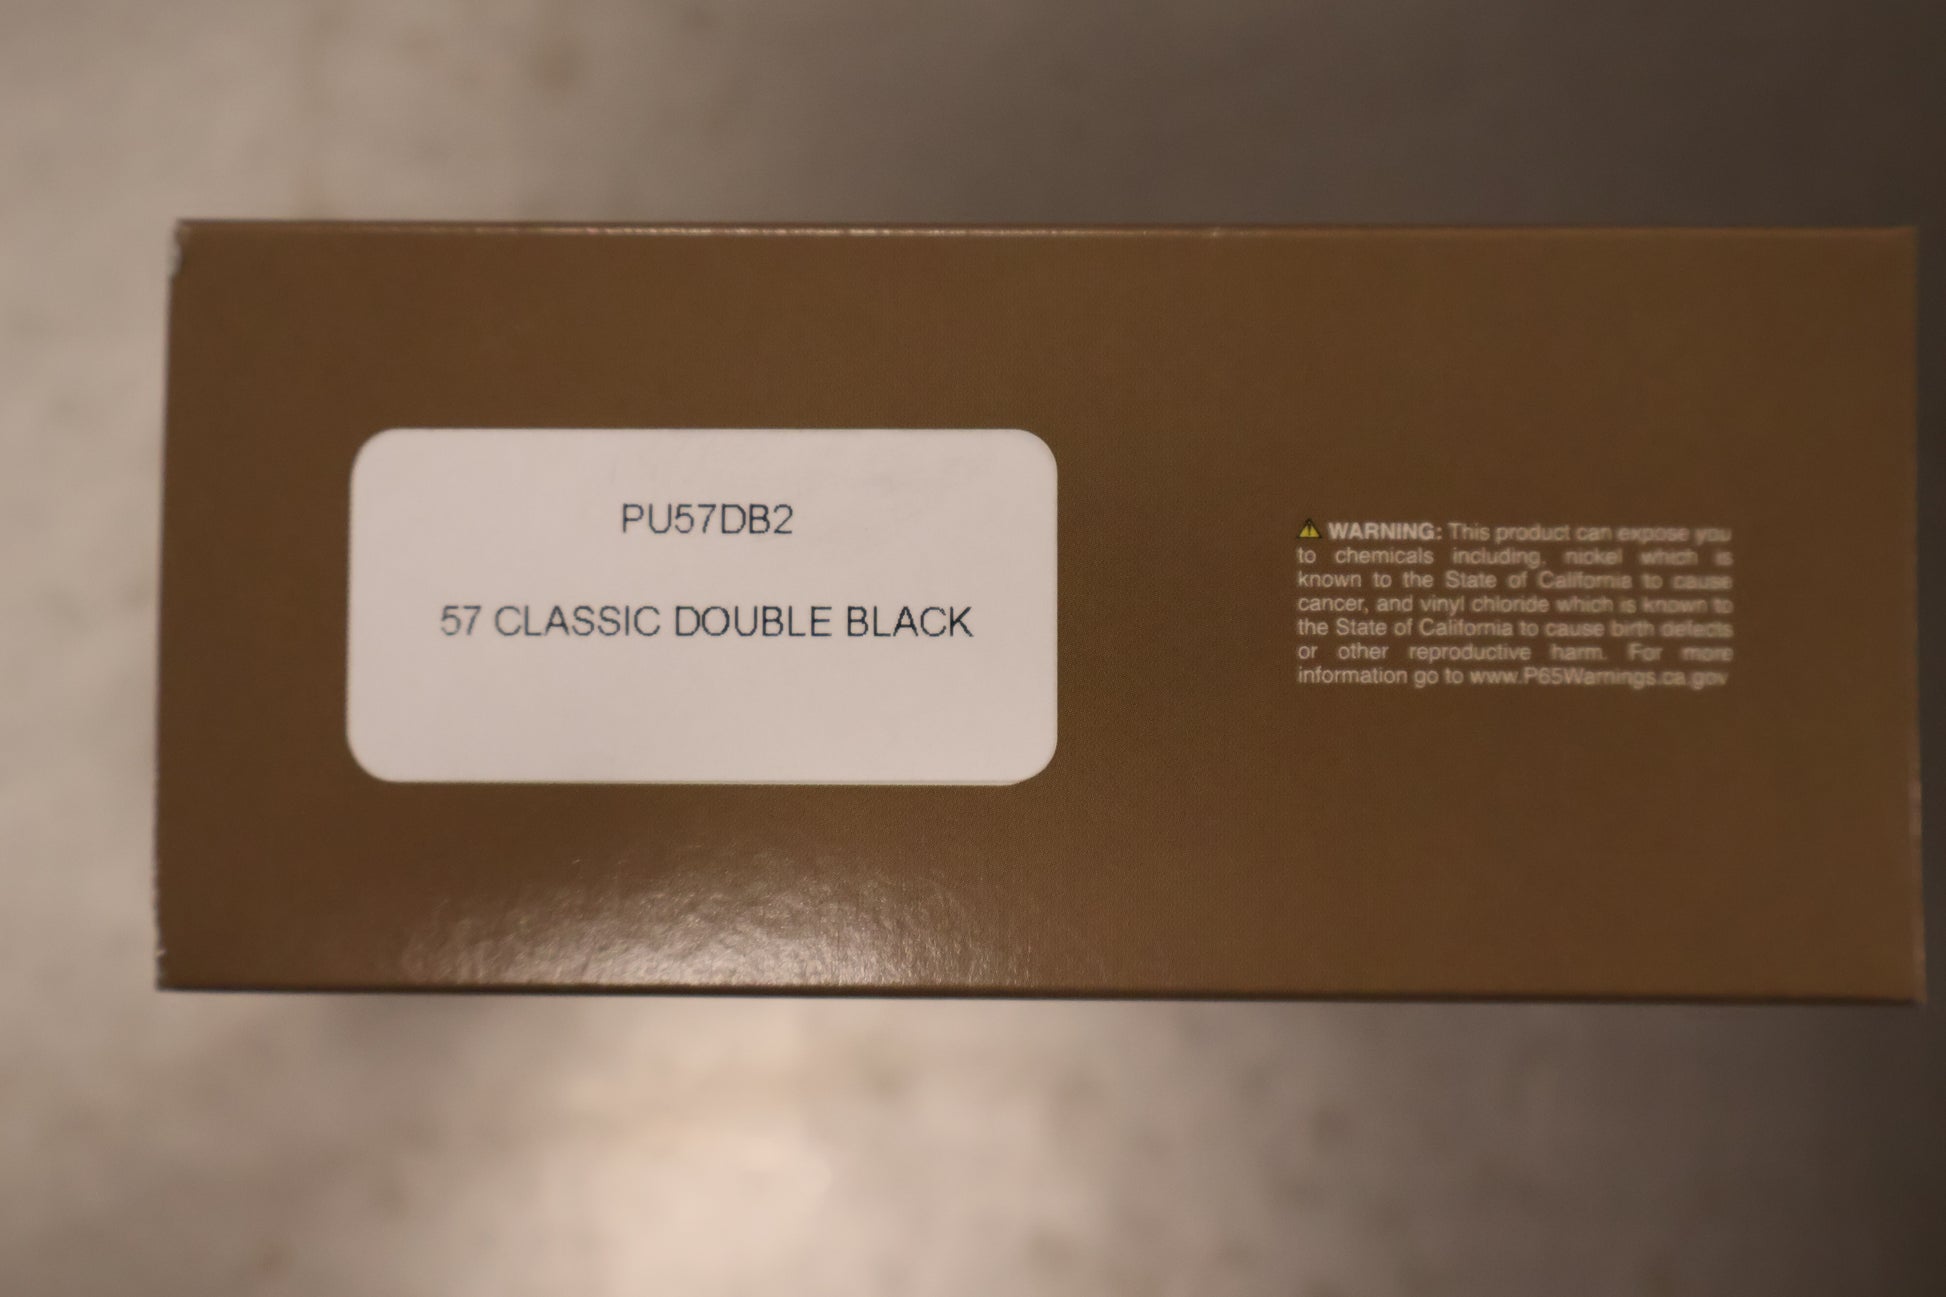 PU57DB2
57 CLASSIC DOUBLE BLACK
WARNING: This product can expose you
to chemicals including, nickel which is
known to the State of California to cause
cancer, and vinyl chloride which is known to
the State of California to cause birth defects
or other reproductive harm. For more
information go to www.P65Warnings.ca.gov